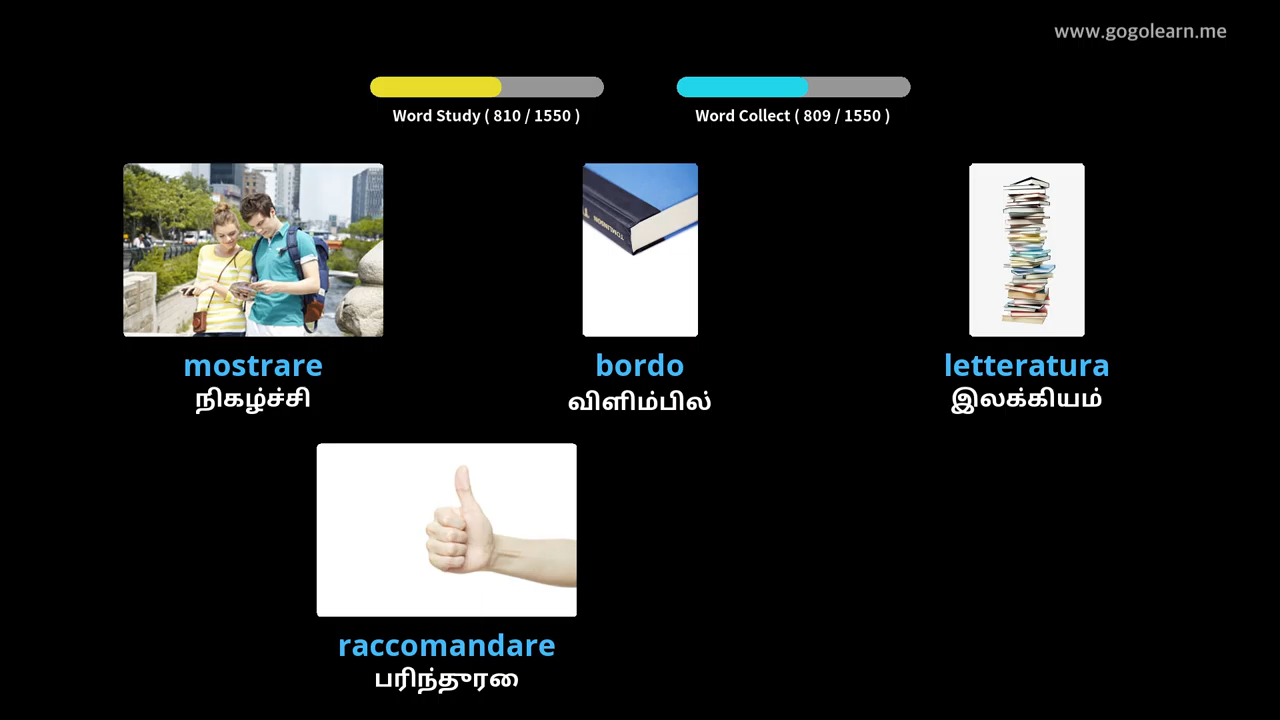 www.gogolearn.me
Word Study ( 810 / 1550 )
Word Collect ( 809 / 1550 )
TOMLINSON
mostrare
நிகழ்ச்சி
bordo
விளிம்பில்
letteratura
இலக்கியம்
raccomandare
பரிந்துரை